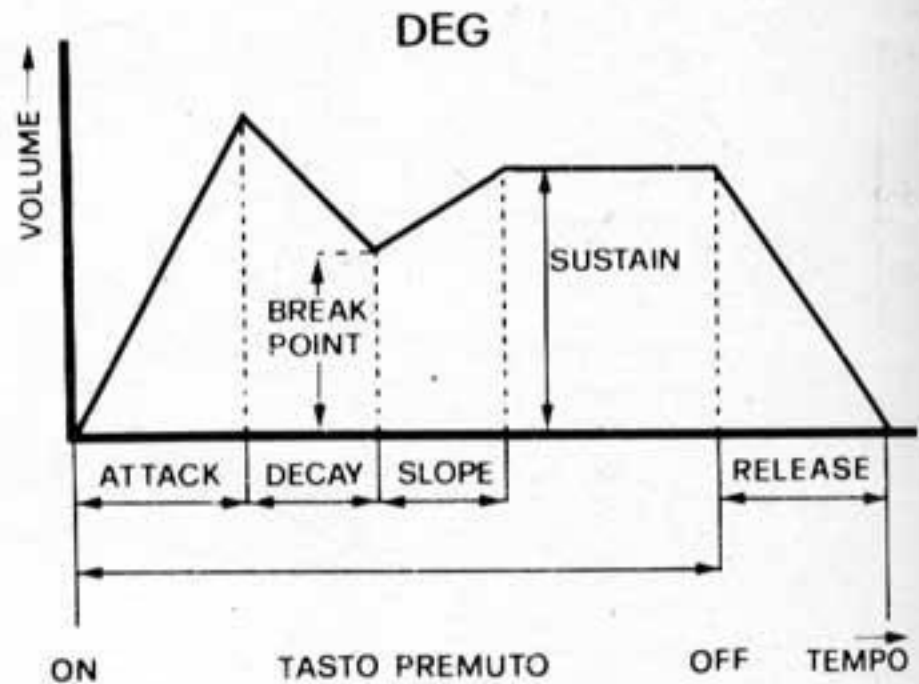 DEG
VOLUME
BREAK
POINT
SUSTAIN
ATTACK DECAY SLOPE RELEASE
ON TASTO PREMUTO OFF TEMPO